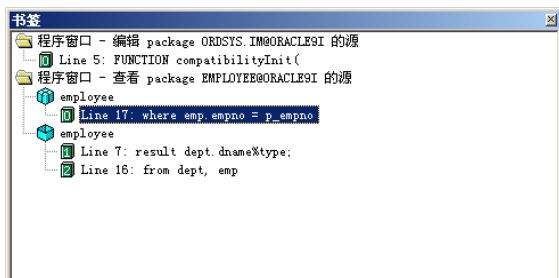 书签
程序窗口 - 编辑 package ORDSYS.IM@ORACLE9I 的源
0 Line 5: FUNCTION compatibilityInit(
程序窗口 - 查看 package EMPLOYEE@ORACLE9I 的源
employee
0 Line 17: where emp.empno = p_empno
employee
1 Line 7: result dept.dname%type;
2 Line 16: from dept, emp